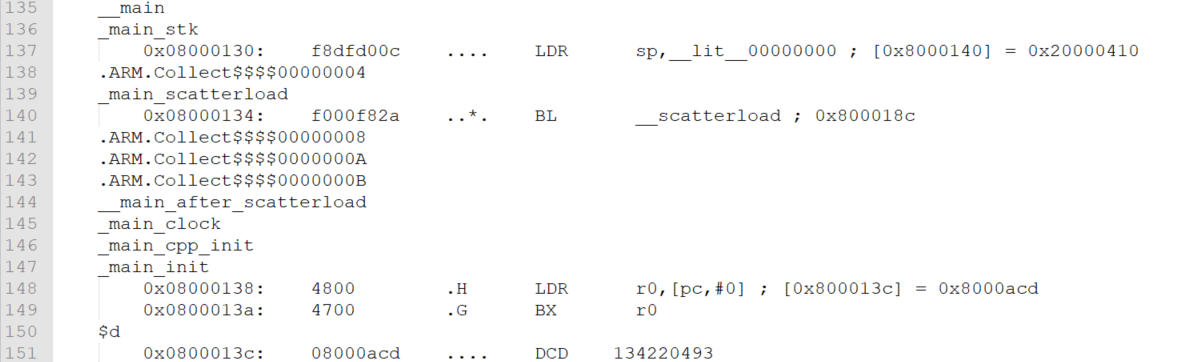 135 __main
136 _main_stk
137 0x08000130: f8dfd00c .... LDR sp,__lit__00000000 ; [0x8000140] = 0x20000410
138 .ARM.Collect$$$$00000004
139 _main_scatterload
140 0x08000134: f000f82a ..*. BL __scatterload ; 0x800018c
141 .ARM.Collect$$$$00000008
142 .ARM.Collect$$$$0000000A
143 .ARM.Collect$$$$0000000B
144 __main_after_scatterload
145 _main_clock
146 _main_cpp_init
147 _main_init
148 0x08000138: 4800 .H LDR r0,[pc,#0] ; [0x800013c] = 0x8000acd
149 0x0800013a: 4700 .G BX r0
150 $d
151 0x0800013c: 08000acd .... DCD 134220493